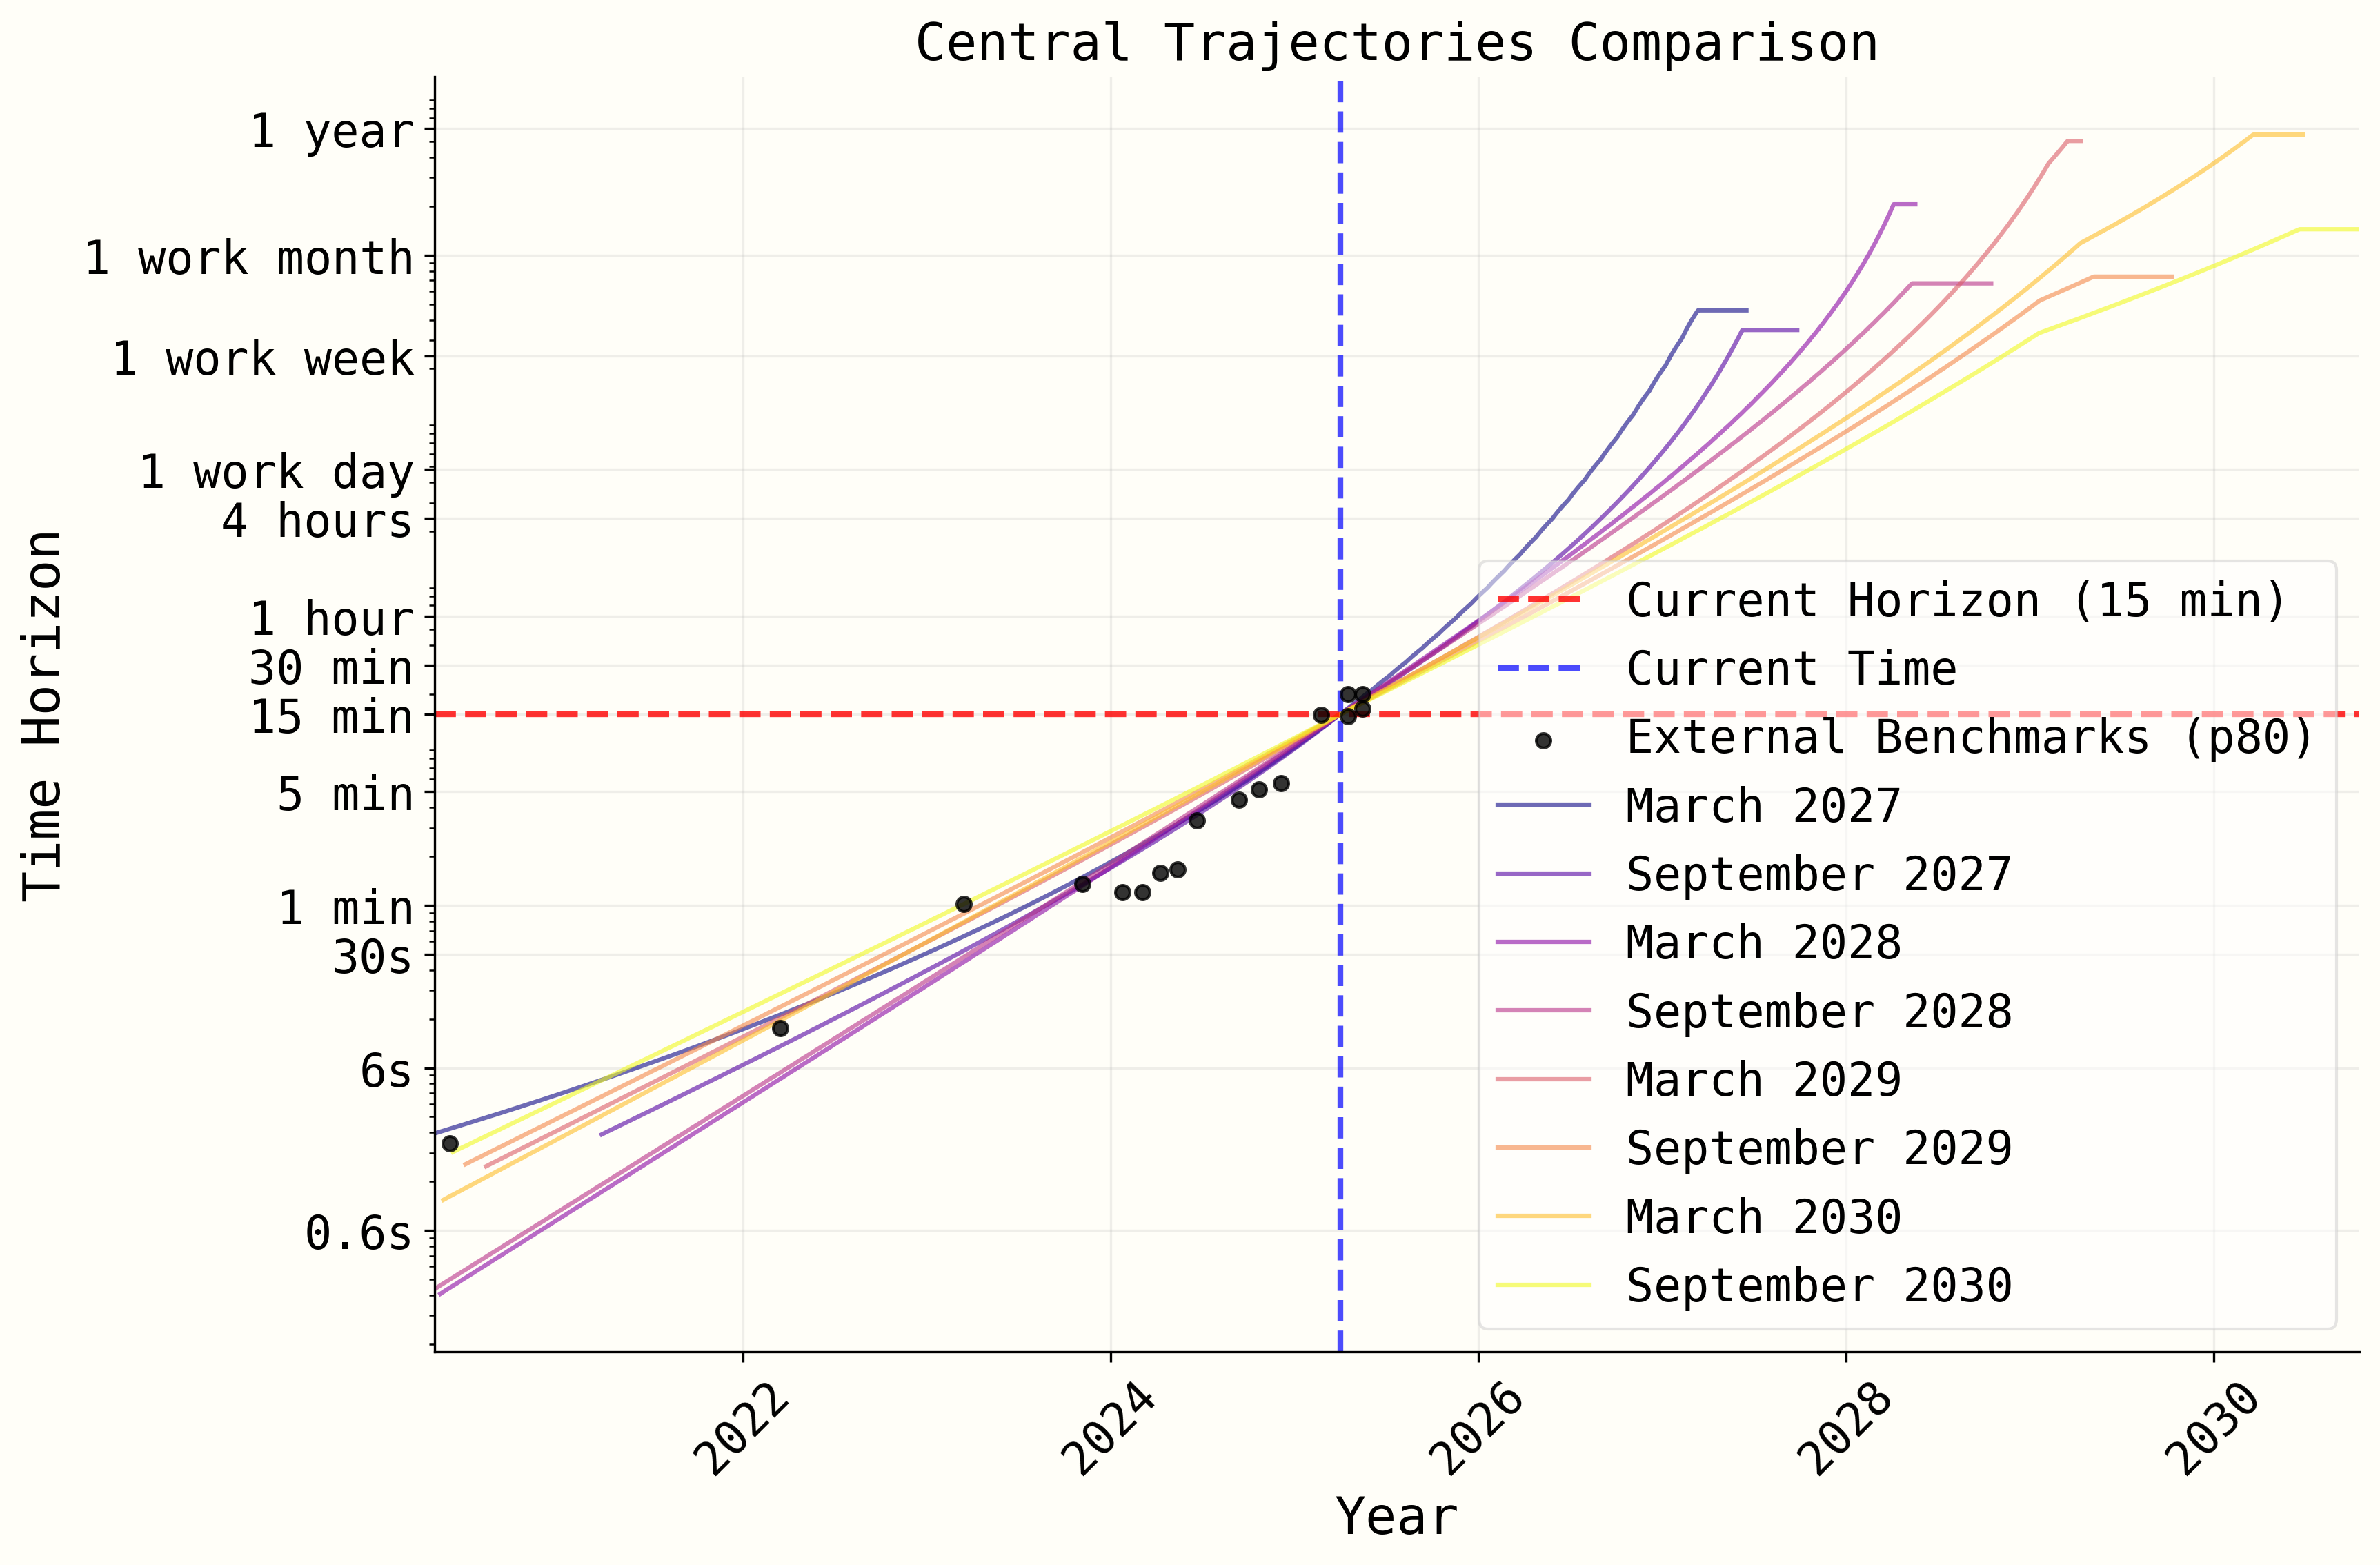 Central Trajectories Comparison
Time Horizon
1 year
1 work month
1 work week
1 work day
4 hours
1 hour
30 min
15 min
5 min
1 min
30s
6s
0.6s
Current Horizon (15 min)
Current Time
External Benchmarks (p80)
March 2027
September 2027
March 2028
September 2028
March 2029
September 2029
March 2030
September 2030
2022
2024
2026
2028
2030
Year